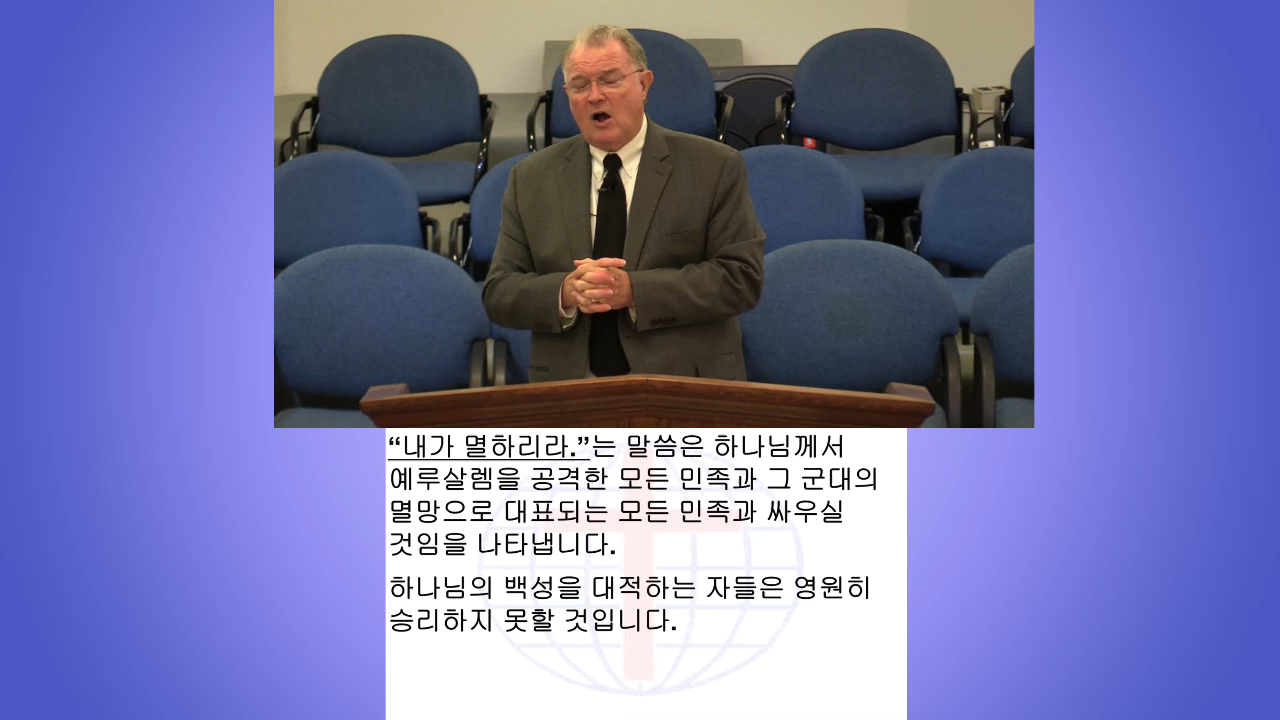 “내가 멸하리라.”는 말씀은 하나님께서
예루살렘을 공격한 모든 민족과 그 군대의
멸망으로 대표되는 모든 민족과 싸우실
것임을 나타냅니다.
하나님의 백성을 대적하는 자들은 영원히
승리하지 못할 것입니다.